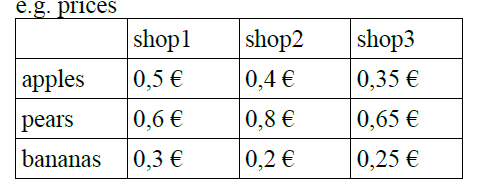 e.g. prices
shop1 shop2 shop3
apples 0,5 € 0,4 € 0,35 €
pears 0,6 € 0,8 € 0,65 €
bananas 0,3 € 0,2 € 0,25 €